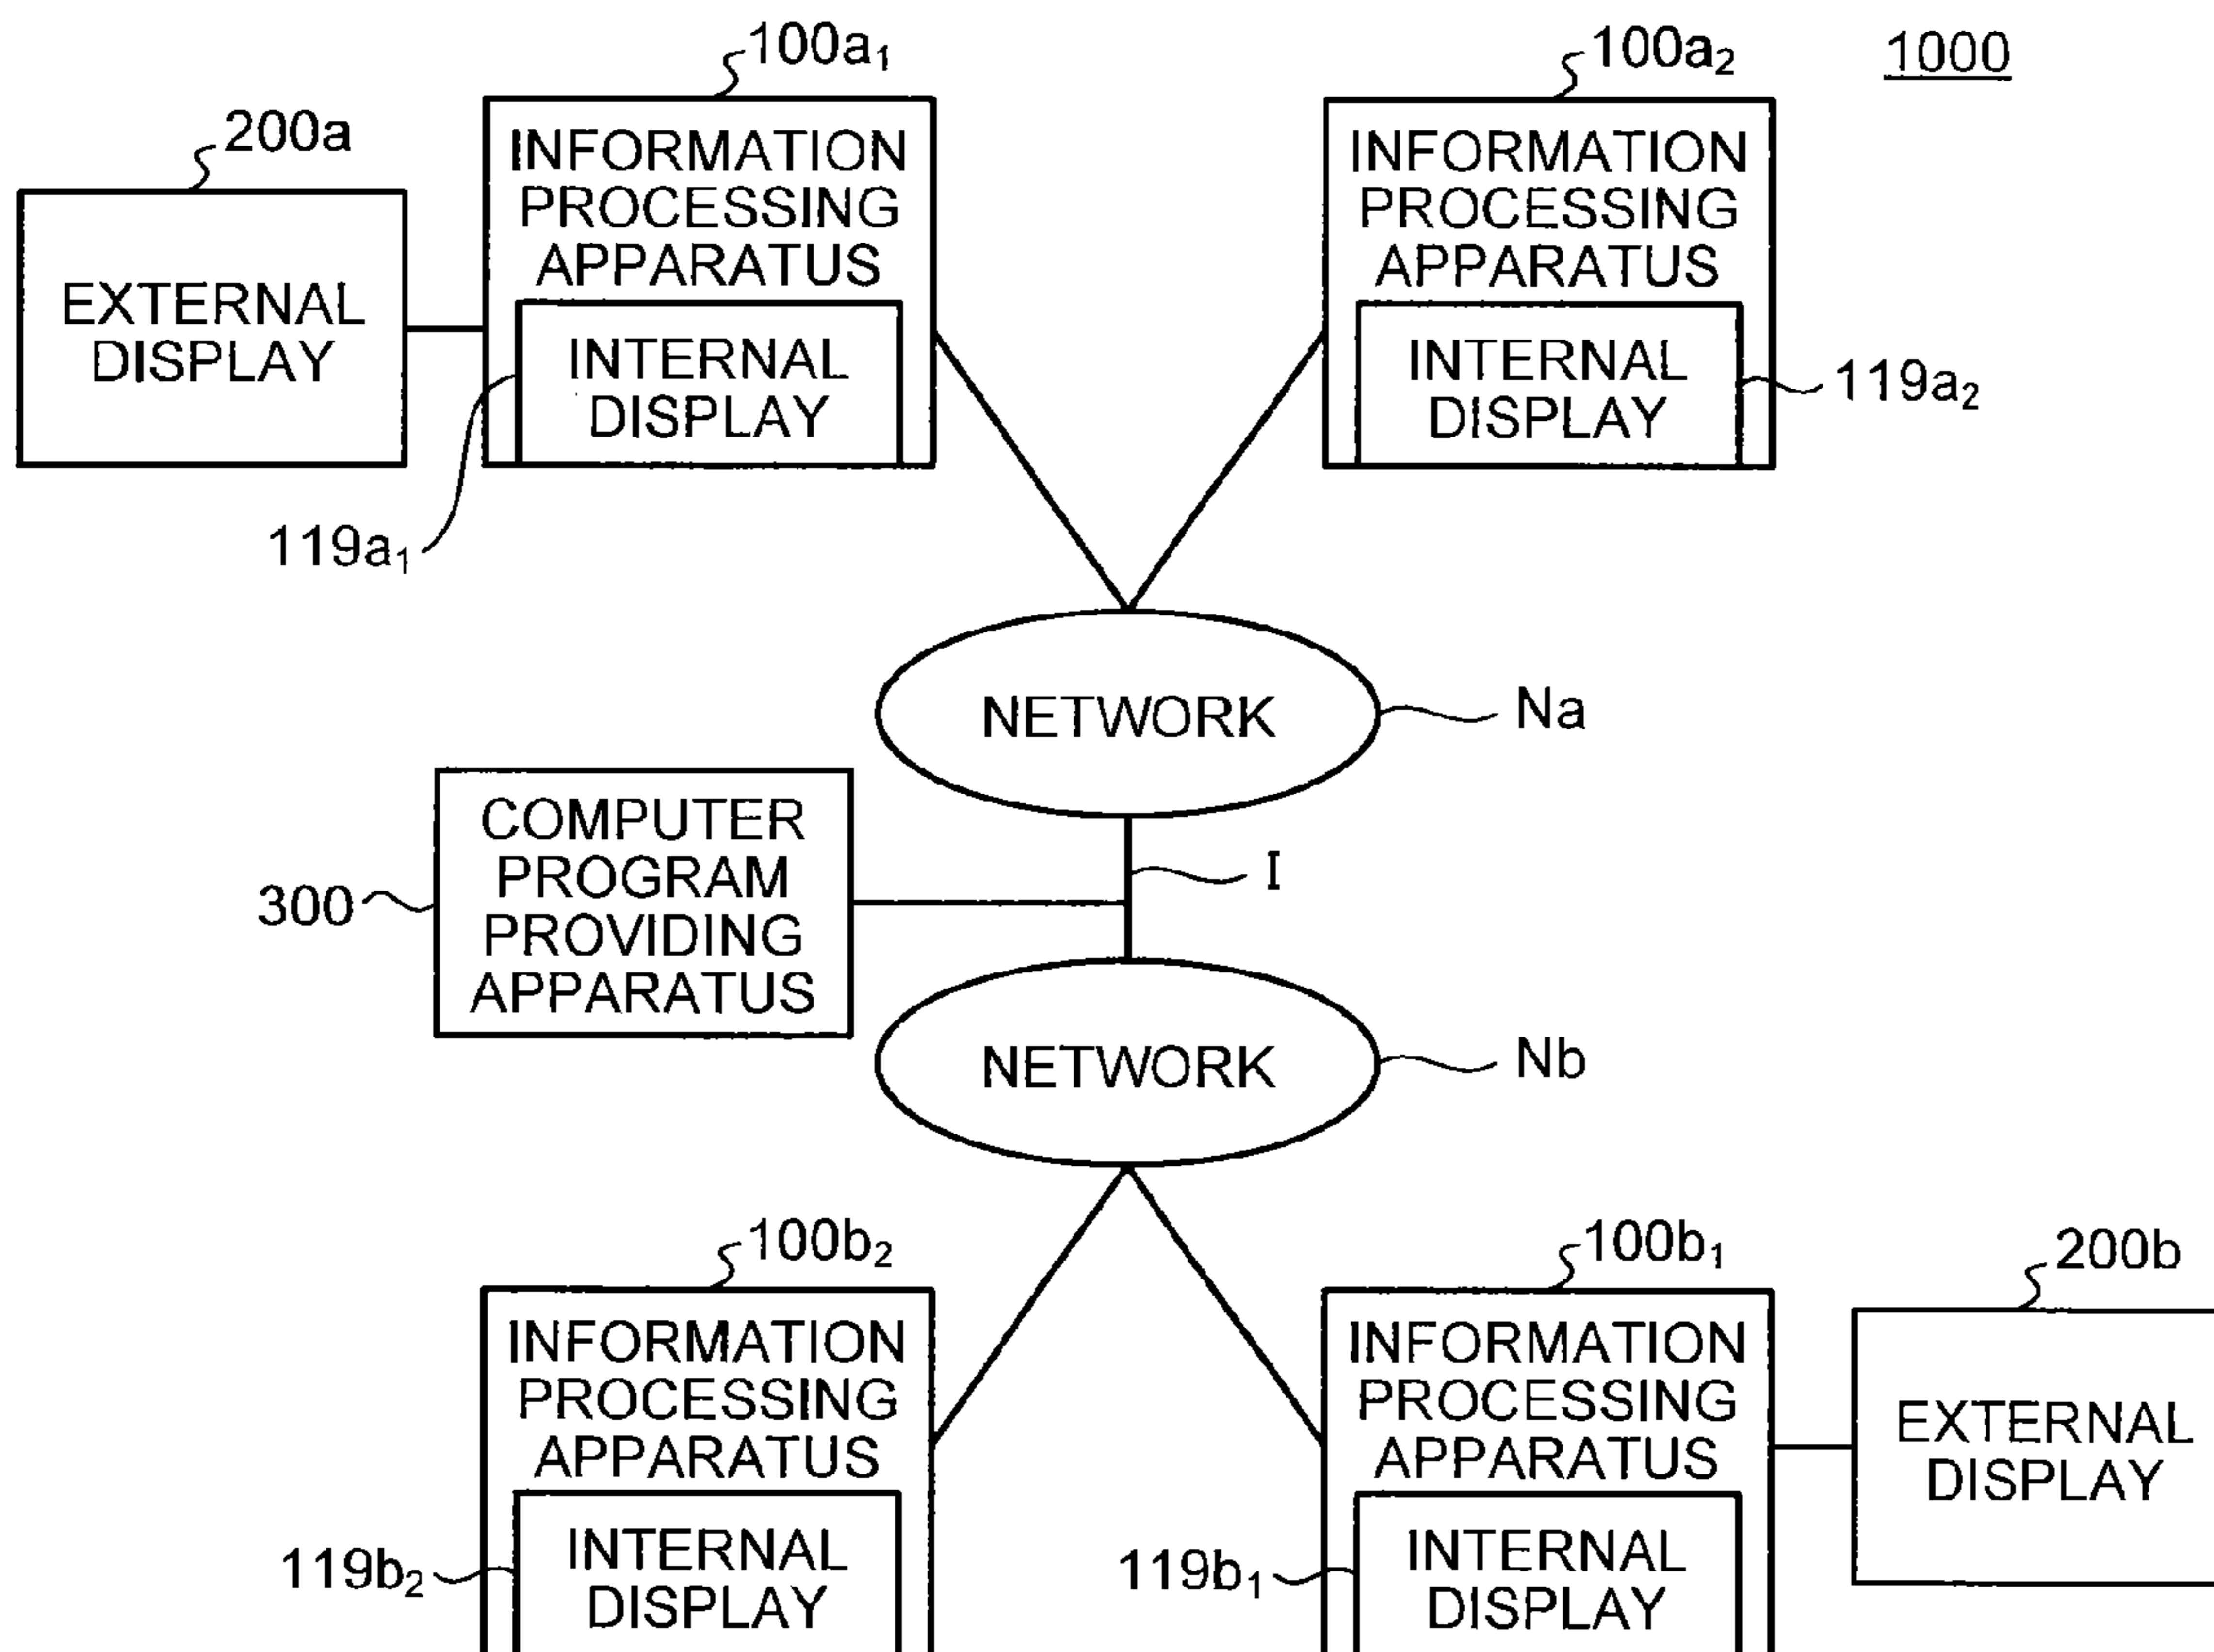 1000
100a₁
100a₂
200a
INFORMATION
PROCESSING
APPARATUS
INTERNAL
DISPLAY
INFORMATION
PROCESSING
APPARATUS
INTERNAL
DISPLAY
EXTERNAL
DISPLAY
119a₁
119a₂
NETWORK
Na
COMPUTER
PROGRAM
PROVIDING
APPARATUS
300
I
NETWORK
Nb
100b₂
100b₁
200b
INFORMATION
PROCESSING
APPARATUS
INTERNAL
DISPLAY
INFORMATION
PROCESSING
APPARATUS
INTERNAL
DISPLAY
EXTERNAL
DISPLAY
119b₂
119b₁